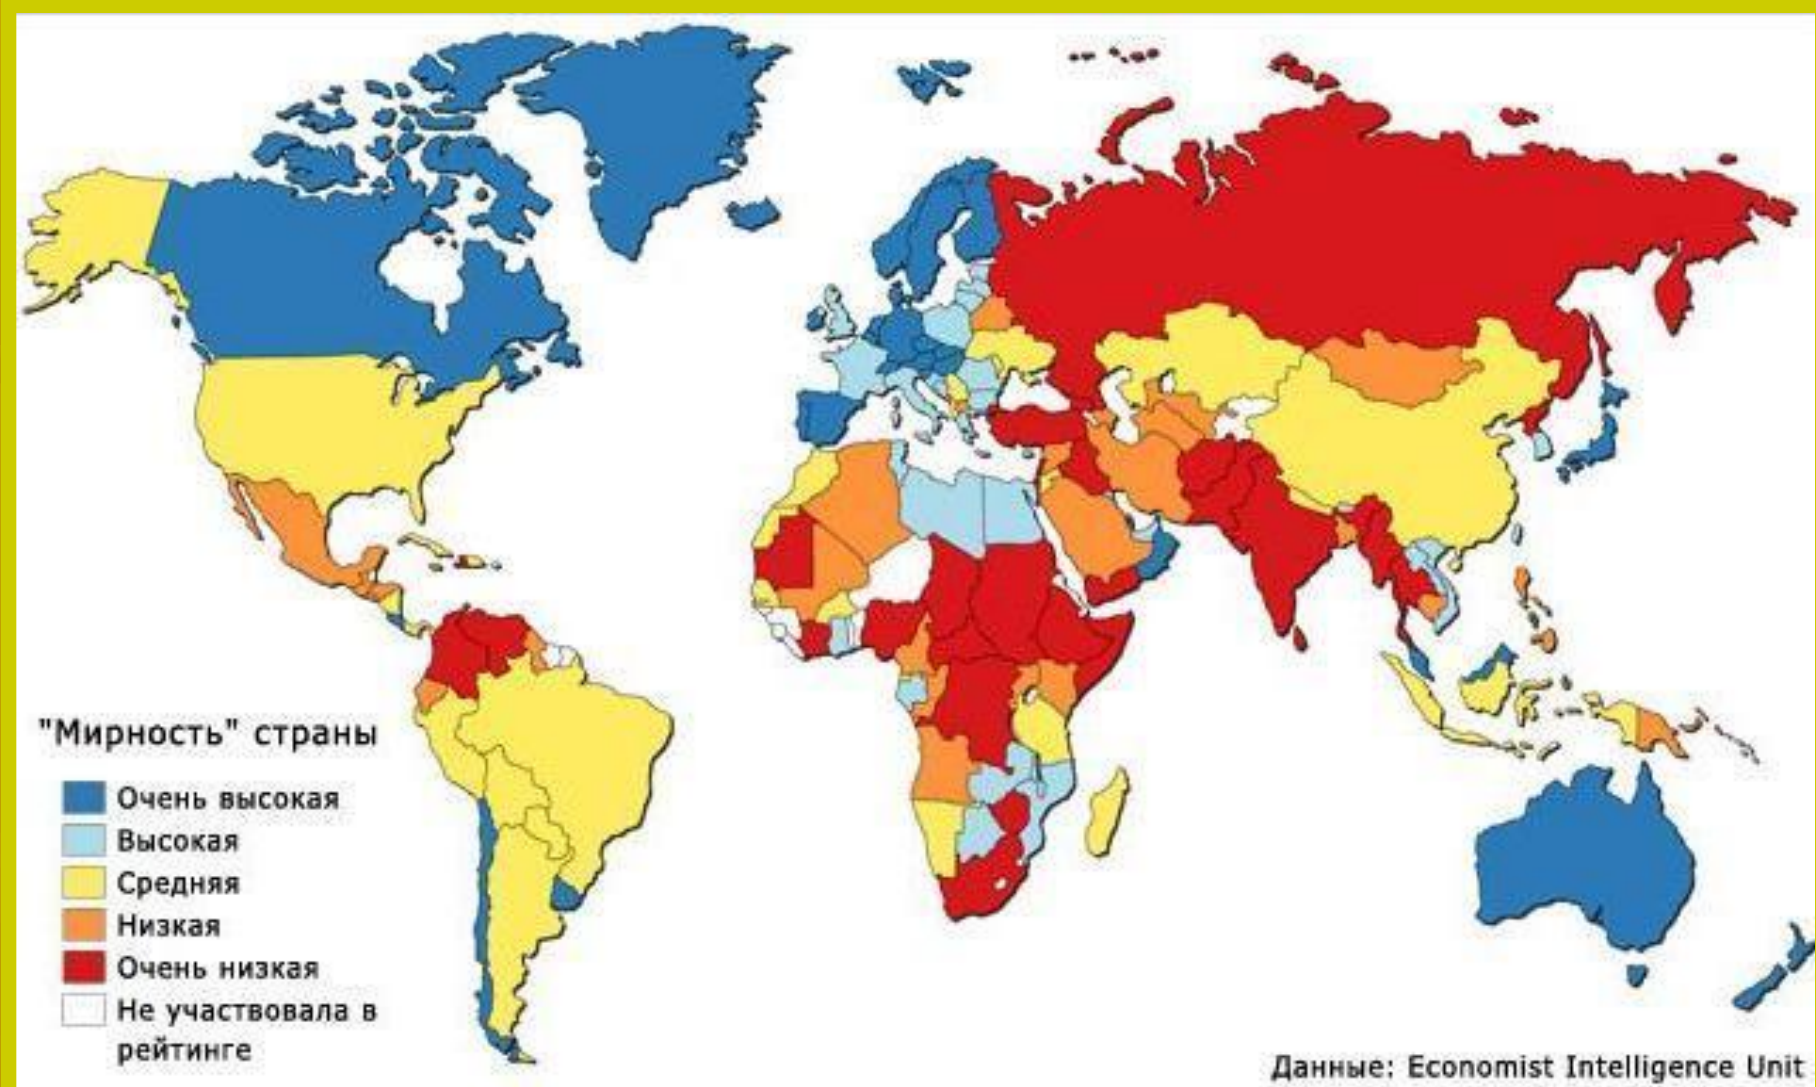 "Мирность" страны
Очень высокая
Высокая
Средняя
Низкая
Очень низкая
Не участвовала в
рейтинге
Данные: Economist Intelligence Unit